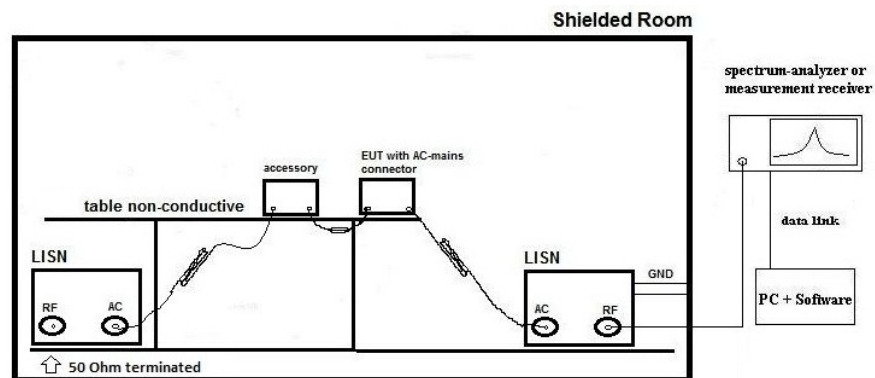 Shielded Room
spectrum-analyzer or
measurement receiver
EUT with AC-mains
connector
accessory
table non-conductive
data link
LISN
LISN
GND
RF
AC
AC
RF
PC + Software
50 Ohm terminated